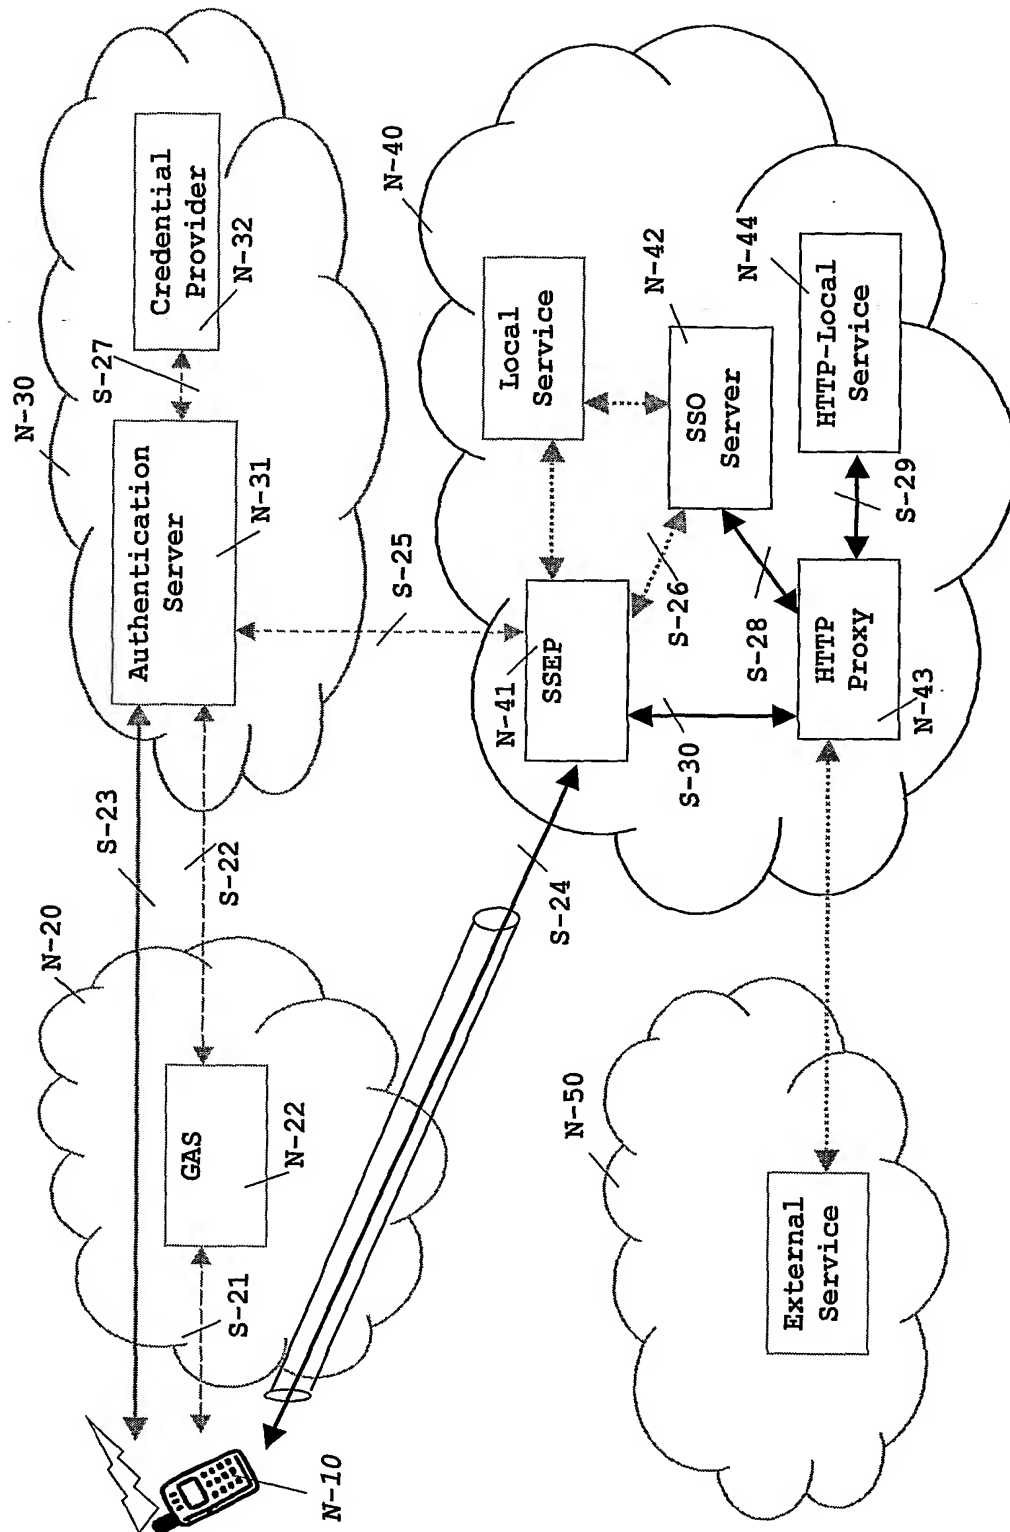 N-30
S-27
Credential
Provider
N-32
Authentication
Server
N-31
S-23
S-22
N-20
GAS
N-22
S-21
N-10
S-25
S-24
N-40
Local
Service
N-42
SSO
Server
N-44
HTTP-Local
Service
N-41
SSEP
S-26
S-28
S-29
S-30
HTTP
Proxy
N-43
N-50
External
Service